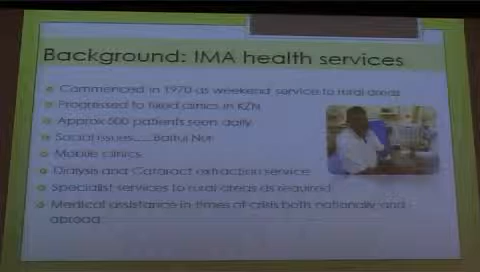 Background: IMA health services
Commenced in 1970 as weekend service to rural areas
Progressed to fixed clinics in KZN
Approx 500 patients seen daily
Social issues......Baitul Nur
Mobile clinics
Dialysis and Cataract extraction service
Specialist services to rural areas as required
Medical assistance in times of crisis both nationally and
abroad